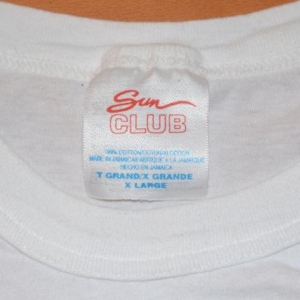 Sun
CLUB
100% COTTON/COTON/ALGODON
MADE IN JAMAICA/FABRIQUE A LA JAMAIQUE
HECHO EN JAMAICA
T GRAND/X GRANDE
X LARGE